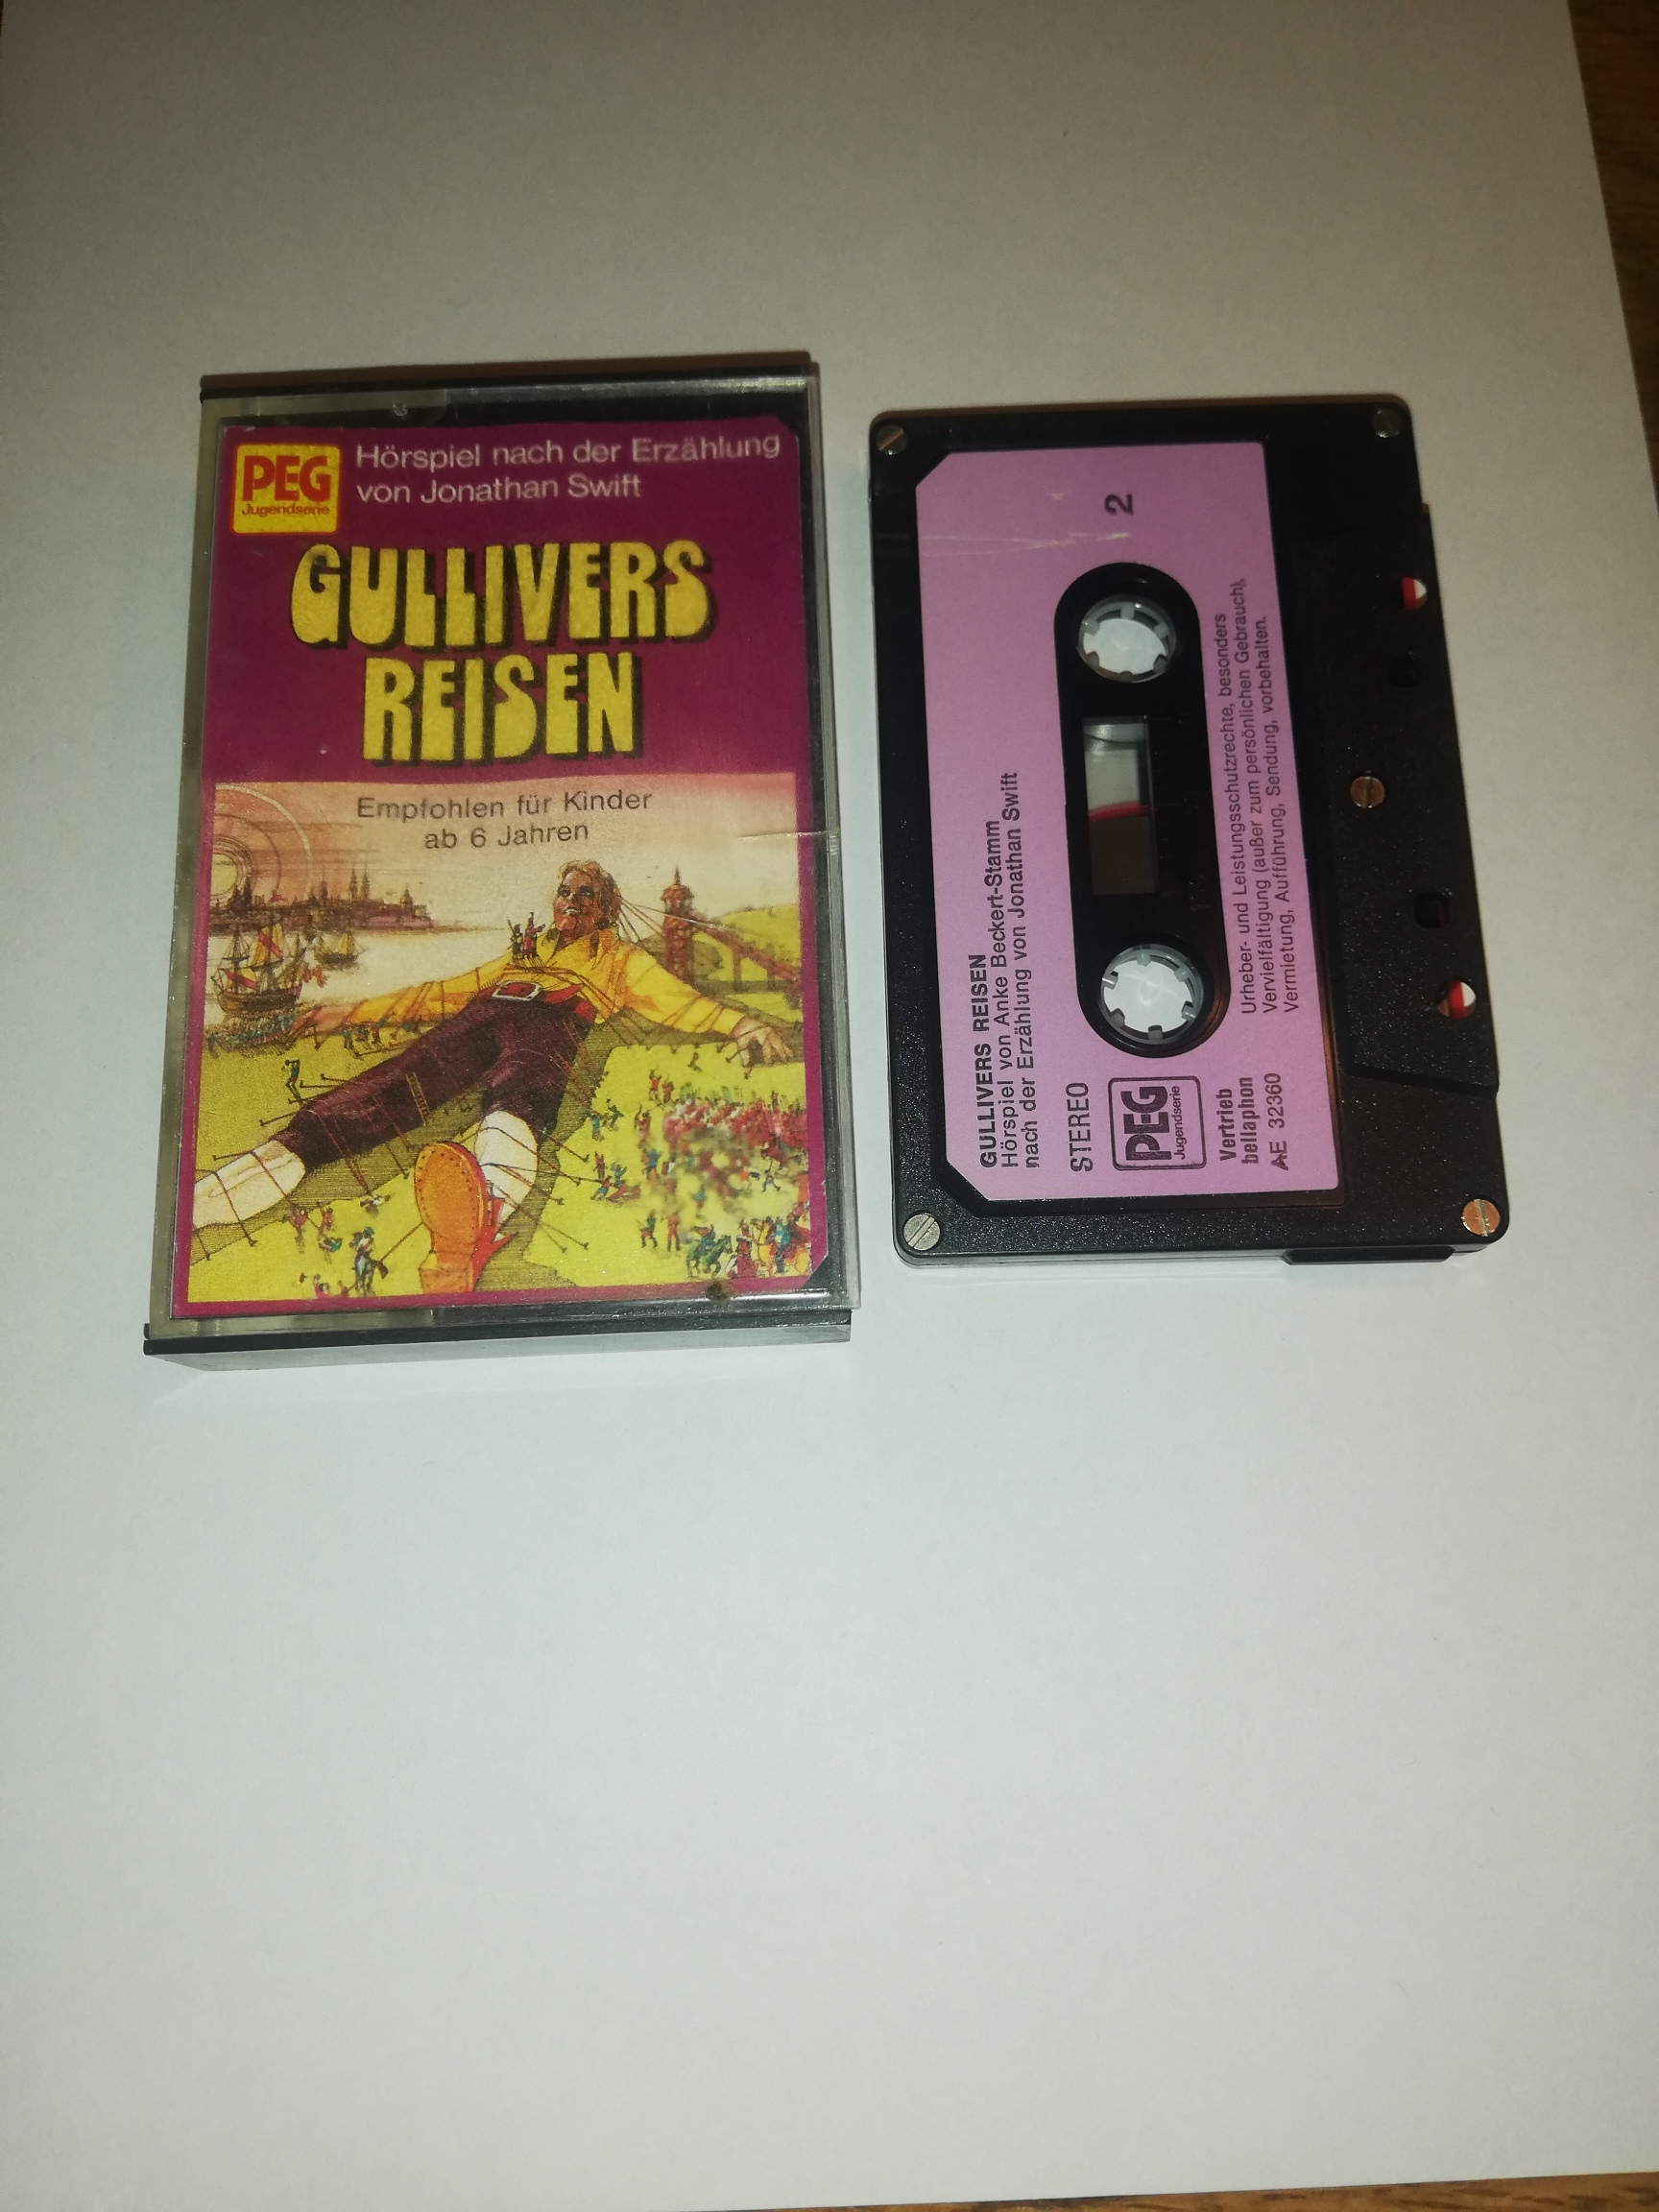 PEG
Jugendserie
Hörspiel nach der Erzählung
von Jonathan Swift
GULLIVERS
REISEN
Empfohlen für Kinder
ab 6 Jahren
GULLIVERS REISEN
Hörspiel von Anke Beckert-Stamm
nach der Erzählung von Jonathan Swift
STEREO
2
PEG
Jugendserie
Vertrieb
bellaphon
AE 32360
Urheber- und Leistungsschutzrechte, besonders
Vervielfältigung (außer zum persönlichen Gebrauch),
Vermietung, Aufführung, Sendung, vorbehalten.